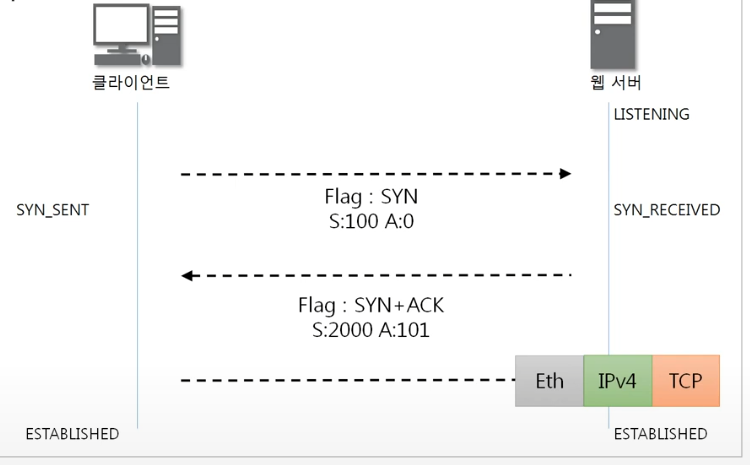 클라이언트
웹 서버
LISTENING
Flag : SYN
S:100 A:0
SYN_SENT
SYN_RECEIVED
Flag : SYN+ACK
S:2000 A:101
Eth IPv4 TCP
ESTABLISHED
ESTABLISHED